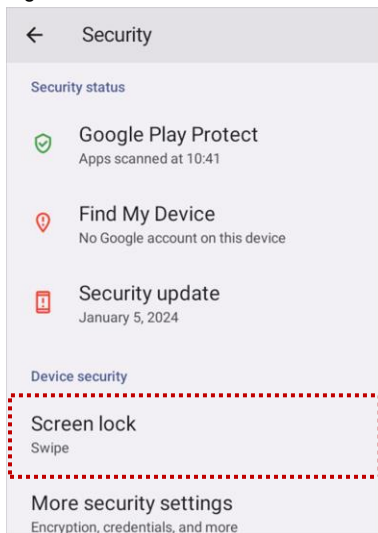 Security
Security status
Google Play Protect
Apps scanned at 10:41
Find My Device
No Google account on this device
Security update
January 5, 2024
Device security
Screen lock
Swipe
More security settings
Encryption, credentials, and more